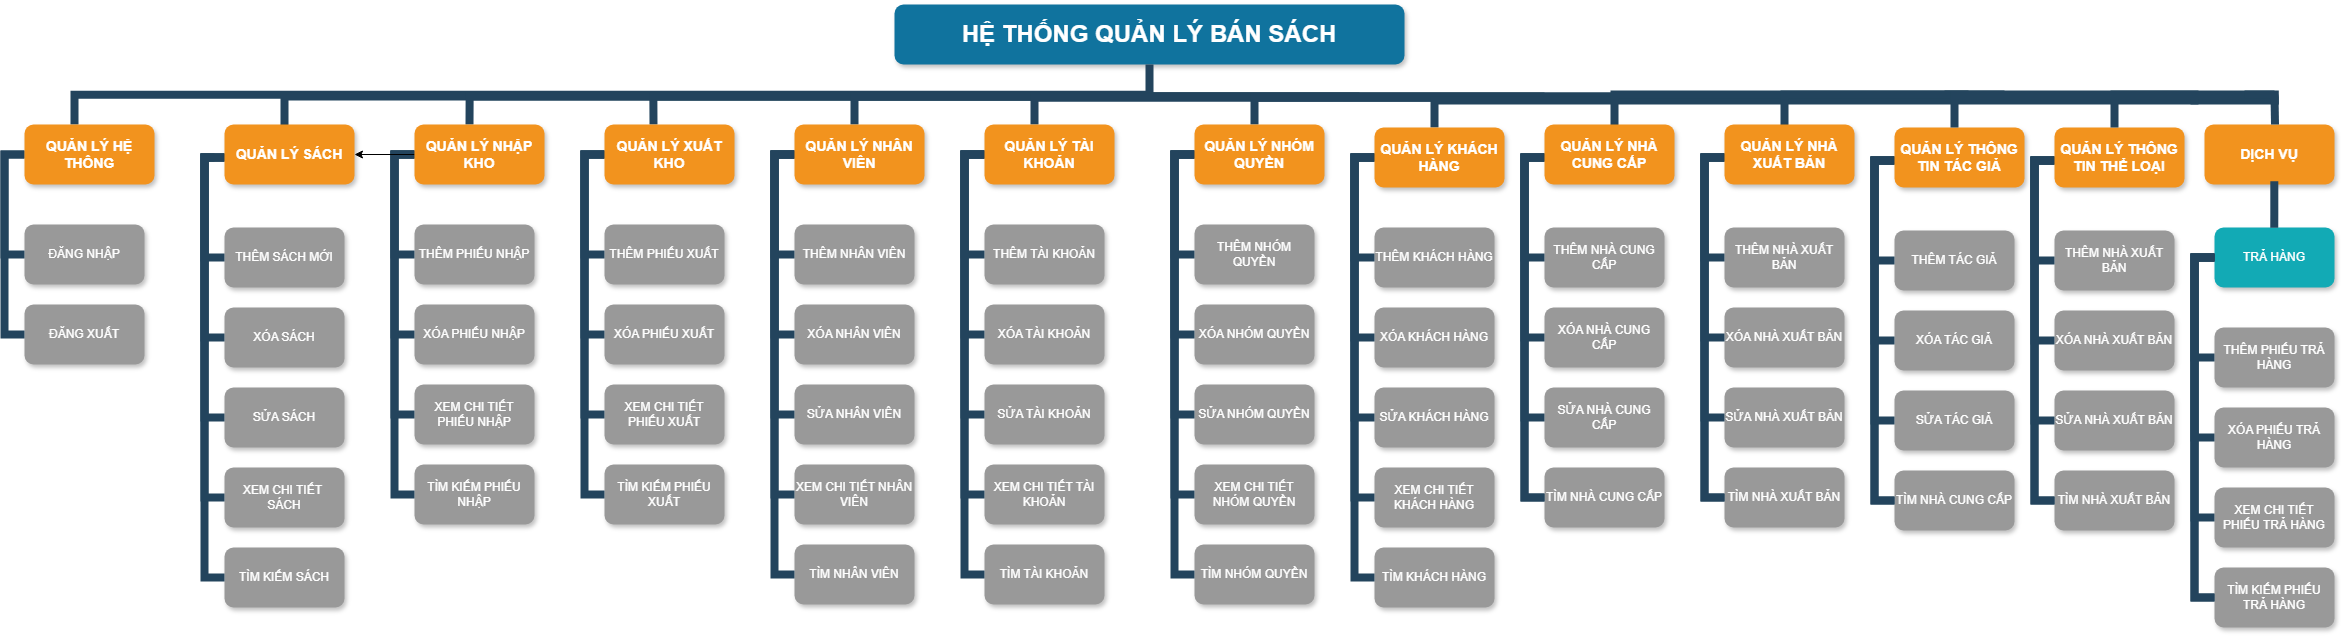 HỆ THỐNG QUẢN LÝ BÁN SÁCH
QUẢN LÝ HỆ
THỐNG
ĐĂNG NHẬP
ĐĂNG XUẤT
QUẢN LÝ SÁCH
THÊM SÁCH MỚI
XÓA SÁCH
SỬA SÁCH
XEM CHI TIẾT
SÁCH
TÌM KIẾM SÁCH
QUẢN LÝ NHẬP
KHO
THÊM PHIẾU NHẬP
XÓA PHIẾU NHẬP
XEM CHI TIẾT
PHIẾU NHẬP
TÌM KIẾM PHIẾU
NHẬP
QUẢN LÝ XUẤT
KHO
THÊM PHIẾU XUẤT
XÓA PHIẾU XUẤT
XEM CHI TIẾT
PHIẾU XUẤT
TÌM KIẾM PHIẾU
XUẤT
QUẢN LÝ NHÂN
VIÊN
THÊM NHÂN VIÊN
XÓA NHÂN VIÊN
SỬA NHÂN VIÊN
XEM CHI TIẾT NHÂN
VIÊN
TÌM NHÂN VIÊN
QUẢN LÝ TÀI
KHOẢN
THÊM TÀI KHOẢN
XÓA TÀI KHOẢN
SỬA TÀI KHOẢN
XEM CHI TIẾT TÀI
KHOẢN
TÌM TÀI KHOẢN
QUẢN LÝ NHÓM
QUYỀN
THÊM NHÓM
QUYỀN
XÓA NHÓM QUYỀN
SỬA NHÓM QUYỀN
XEM CHI TIẾT
NHÓM QUYỀN
TÌM NHÓM QUYỀN
QUẢN LÝ KHÁCH
HÀNG
THÊM KHÁCH HÀNG
XÓA KHÁCH HÀNG
SỬA KHÁCH HÀNG
XEM CHI TIẾT
KHÁCH HÀNG
TÌM KHÁCH HÀNG
QUẢN LÝ NHÀ
CUNG CẤP
THÊM NHÀ CUNG
CẤP
XÓA NHÀ CUNG
CẤP
SỬA NHÀ CUNG
CẤP
TÌM NHÀ CUNG CẤP
QUẢN LÝ NHÀ
XUẤT BẢN
THÊM NHÀ XUẤT
BẢN
XÓA NHÀ XUẤT BẢN
SỬA NHÀ XUẤT BẢN
TÌM NHÀ XUẤT BẢN
QUẢN LÝ THÔNG
TIN TÁC GIẢ
THÊM TÁC GIẢ
XÓA TÁC GIẢ
SỬA TÁC GIẢ
TÌM NHÀ CUNG CẤP
QUẢN LÝ THÔNG
TIN THỂ LOẠI
THÊM NHÀ XUẤT
BẢN
XÓA NHÀ XUẤT BẢN
SỬA NHÀ XUẤT BẢN
TÌM NHÀ XUẤT BẢN
DỊCH VỤ
TRẢ HÀNG
THÊM PHIẾU TRẢ
HÀNG
XÓA PHIẾU TRẢ
HÀNG
XEM CHI TIẾT
PHIẾU TRẢ HÀNG
TÌM KIẾM PHIẾU
TRẢ HÀNG